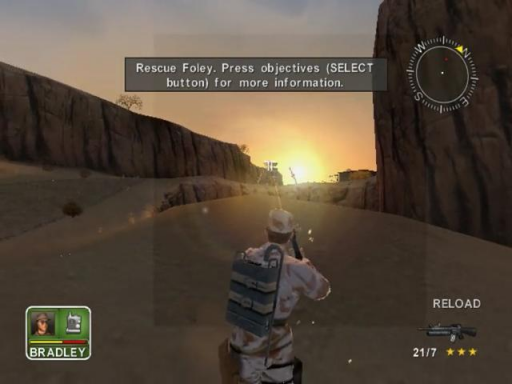 Rescue Foley. Press objectives (SELECT
button) for more information.
W N
S E
RELOAD
21/7
BRADLEY